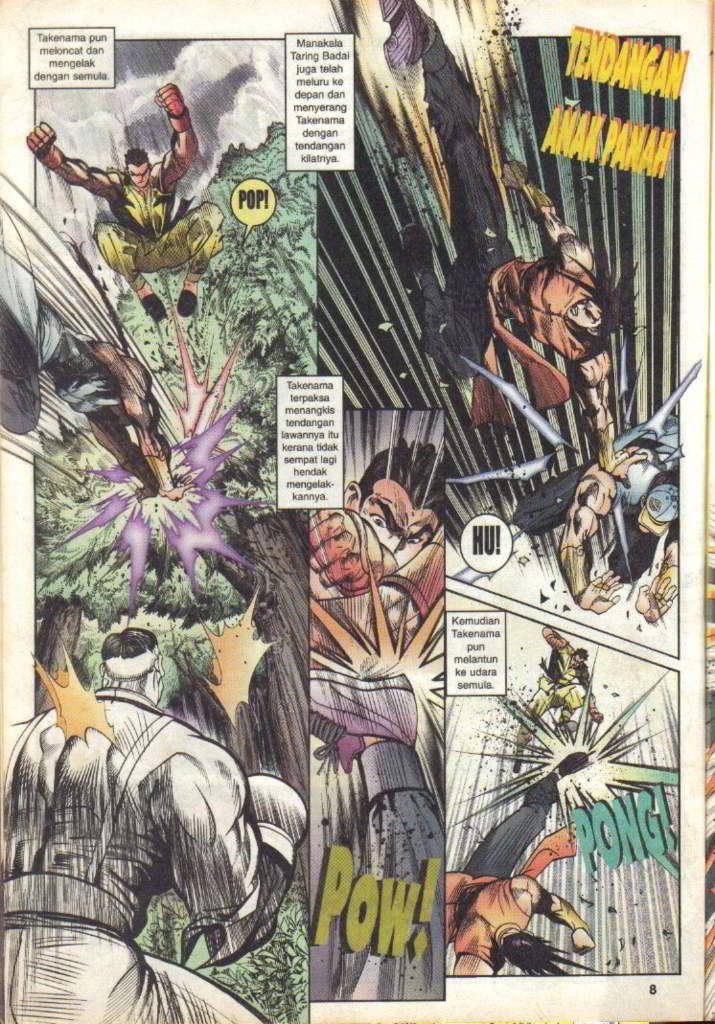 Takenama pun
meloncat dan
mengelak
dengan semula.
Manakala
Taring Badai
juga telah
meluru ke
depan dan
menyerang
Takenama
dengan
tendangan
kilatnya.
TENDANGAN
ANAK PANAH
POP!
Takenama
terpaksa
menangkis
tendangan
lawannya itu
kerana tidak
sempat lagi
hendak
mengelak-
kannya.
HU!
Kemudian
Takenama
pun
melantun
ke udara
semula.
PONG!
POW!
8